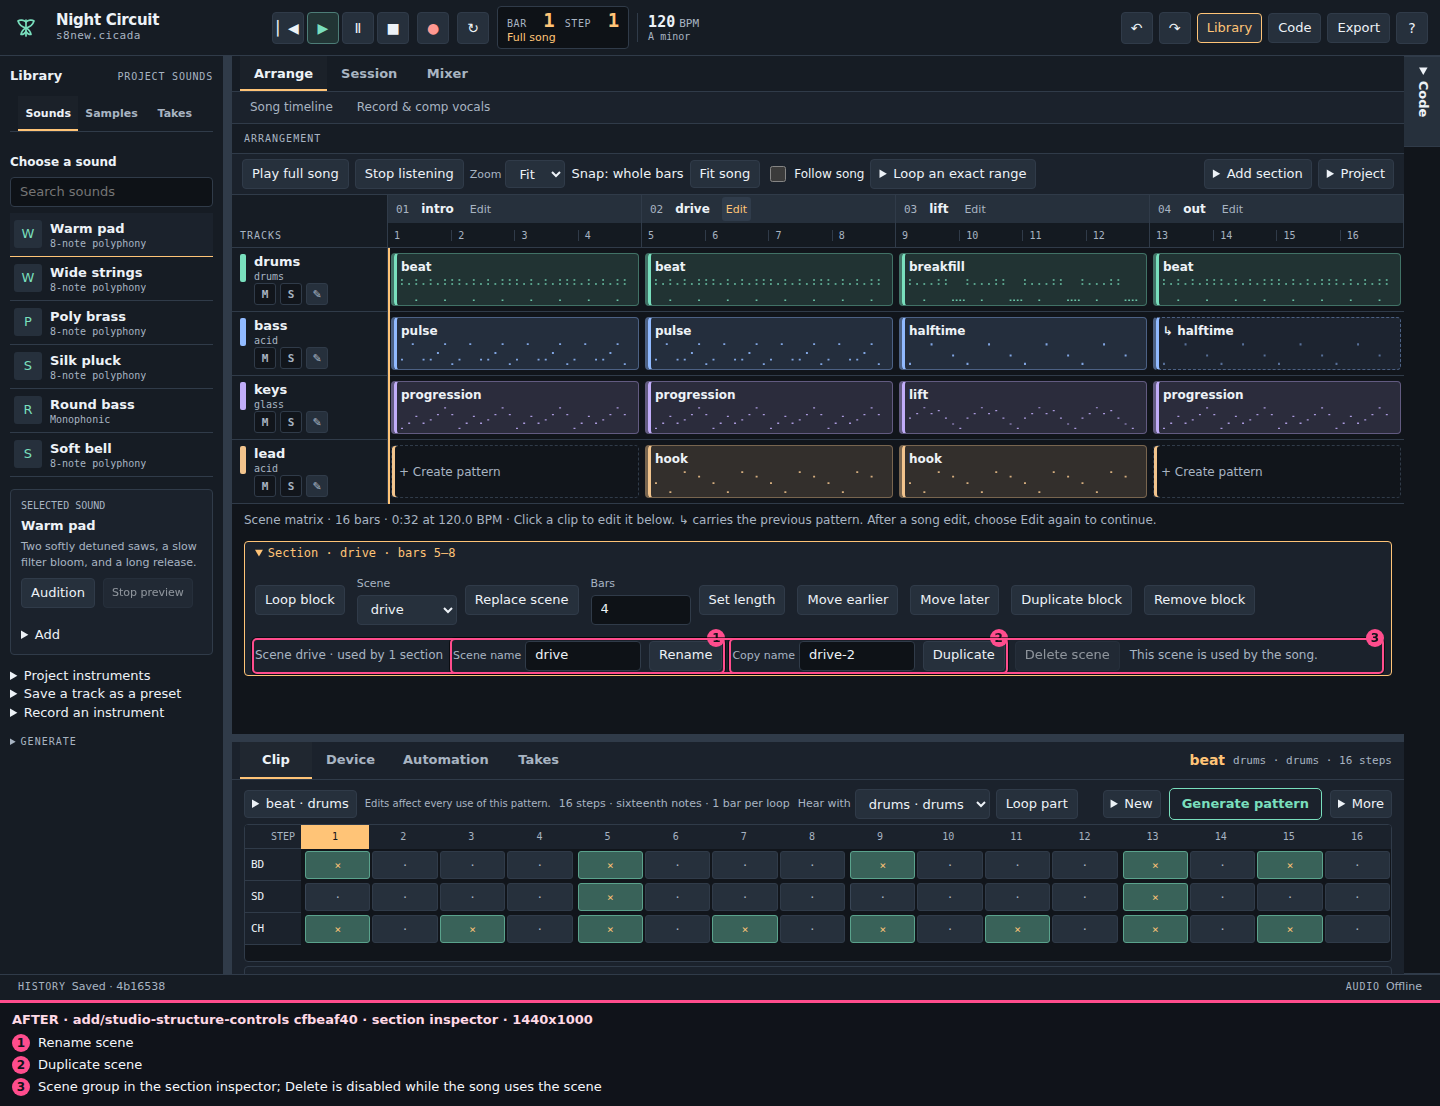 Night Circuit
s8new.cicada
BAR 1 STEP 1
Full song
120 BPM
A minor
Library
Code
Export
?
Library PROJECT SOUNDS
Sounds Samples Takes
Choose a sound
Search sounds
W Warm pad
8-note polyphony
W Wide strings
8-note polyphony
P Poly brass
8-note polyphony
S Silk pluck
8-note polyphony
R Round bass
Monophonic
S Soft bell
8-note polyphony
SELECTED SOUND
Warm pad
Two softly detuned saws, a slow
filter bloom, and a long release.
Audition Stop preview
▶ Add
▶ Project instruments
▶ Save a track as a preset
▶ Record an instrument
▶ GENERATE
Arrange Session Mixer
Song timeline Record & comp vocals
ARRANGEMENT
Play full song Stop listening Zoom Fit Snap: whole bars Fit song Follow song ▶ Loop an exact range ▶ Add section ▶ Project
01 intro Edit 02 drive Edit 03 lift Edit 04 out Edit
TRACKS 1 2 3 4 5 6 7 8 9 10 11 12 13 14 15 16
drums
drums
M S ✎
beat beat breakfill beat
bass
acid
M S ✎
pulse pulse halftime ↳ halftime
keys
glass
M S ✎
progression progression lift progression
lead
acid
M S ✎
+ Create pattern hook hook + Create pattern
Scene matrix · 16 bars · 0:32 at 120.0 BPM · Click a clip to edit it below. ↳ carries the previous pattern. After a song edit, choose Edit again to continue.
▼ Section · drive · bars 5–8
Loop block Scene drive Replace scene Bars 4 Set length Move earlier Move later Duplicate block Remove block
1 2 3
Scene drive · used by 1 section Scene name drive Rename Copy name drive-2 Duplicate Delete scene This scene is used by the song.
Clip Device Automation Takes beat drums · drums · 16 steps
▶ beat · drums Edits affect every use of this pattern. 16 steps · sixteenth notes · 1 bar per loop Hear with drums · drums Loop part ▶ New Generate pattern ▶ More
STEP 1 2 3 4 5 6 7 8 9 10 11 12 13 14 15 16
BD × · · · × · · · × · · · × · × ·
SD · · · · × · · · · · · · × · · ·
CH × · × · × · × · × · × · × · × ·
▼ Code
HISTORY Saved · 4b16538 AUDIO Offline
AFTER · add/studio-structure-controls cfbeaf40 · section inspector · 1440x1000
1 Rename scene
2 Duplicate scene
3 Scene group in the section inspector; Delete is disabled while the song uses the scene